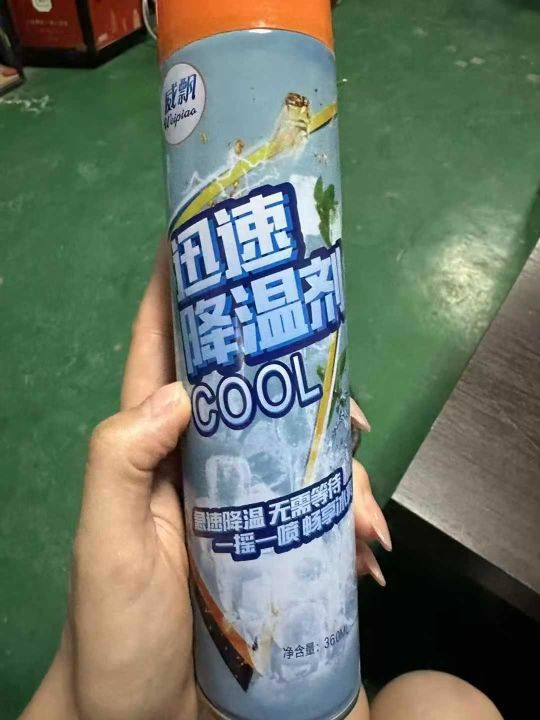 威飘
Weipiao
迅速
降温剂
COOL
急速降温 无需等待
一摇一喷 畅享冰
净含量: 360ML